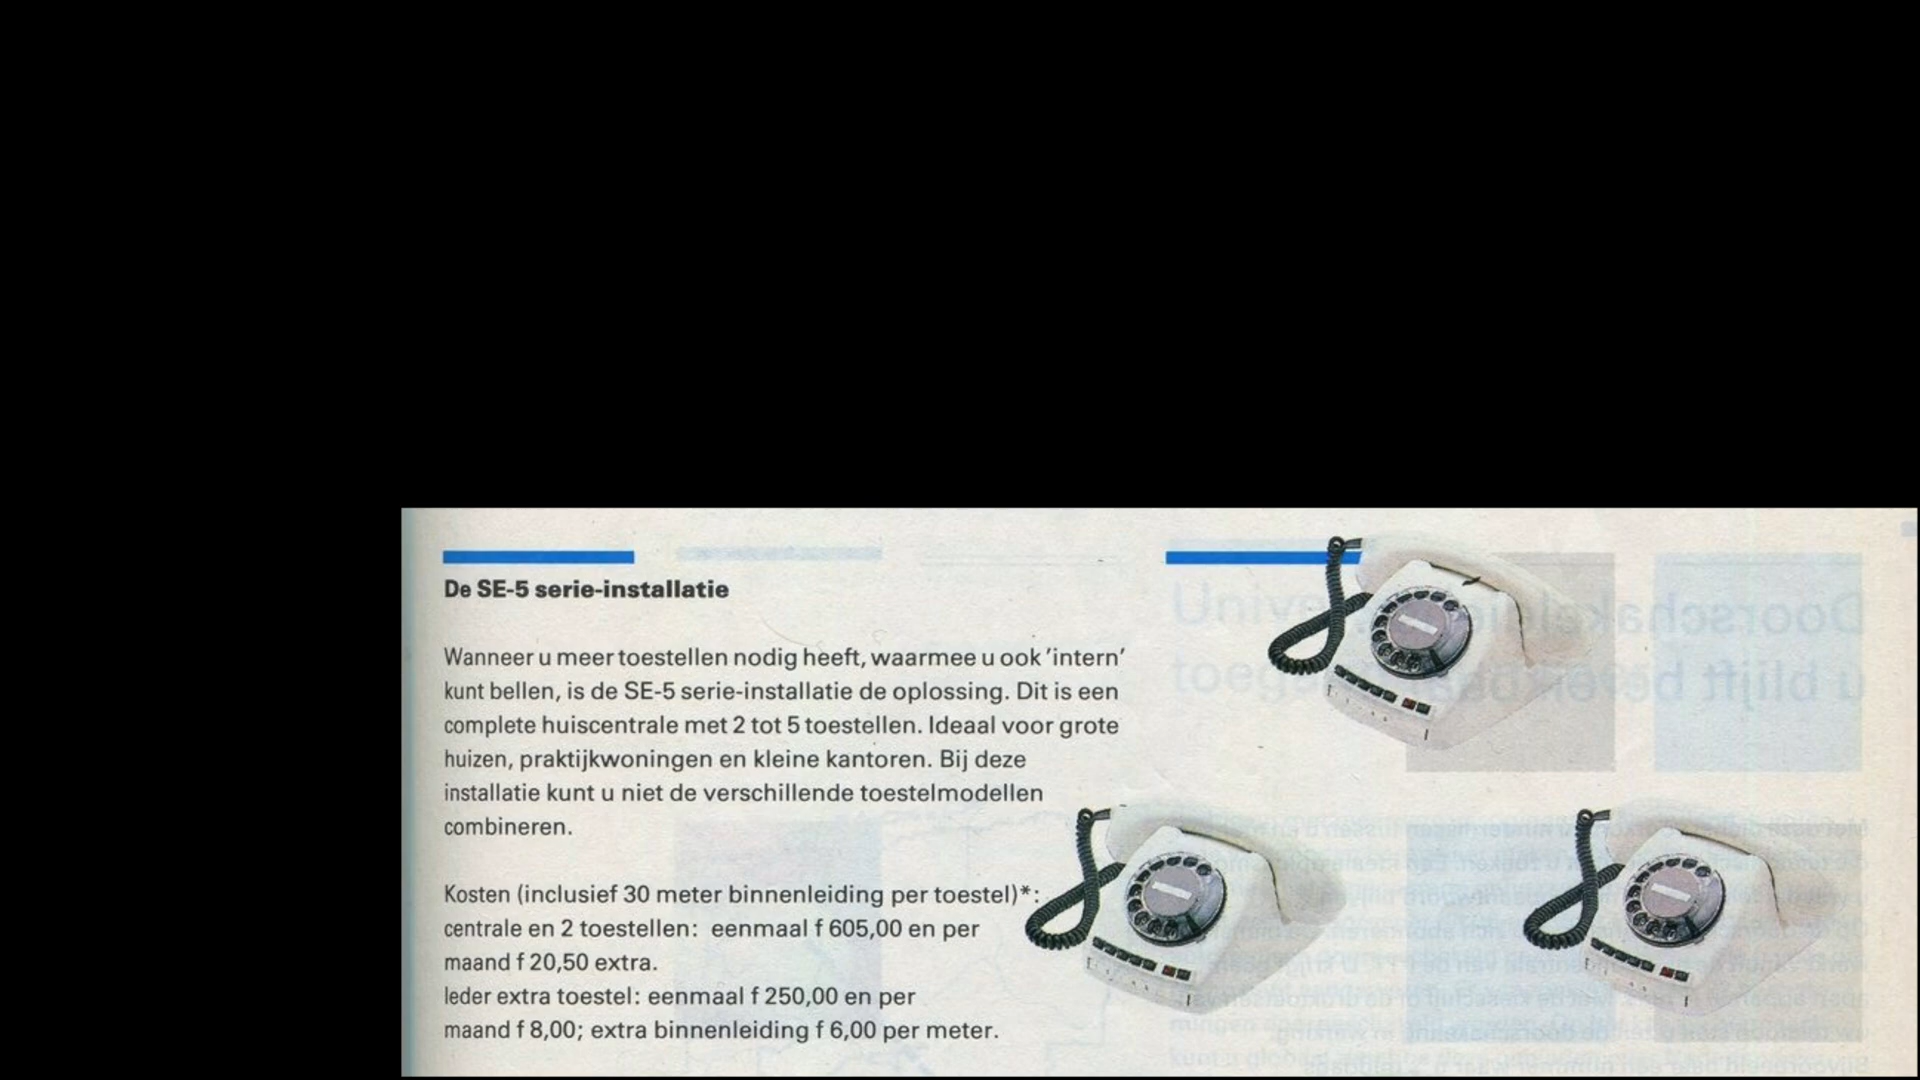 De SE-5 serie-installatie
Wanneer u meer toestellen nodig heeft, waarmee u ook 'intern'
kunt bellen, is de SE-5 serie-installatie de oplossing. Dit is een
complete huiscentrale met 2 tot 5 toestellen. Ideaal voor grote
huizen, praktijkwoningen en kleine kantoren. Bij deze
installatie kunt u niet de verschillende toestelmodellen
combineren.
Kosten (inclusief 30 meter binnenleiding per toestel)*:
centrale en 2 toestellen: eenmaal f 605,00 en per
maand f 20,50 extra.
Ieder extra toestel: eenmaal f 250,00 en per
maand f 8,00; extra binnenleiding f 6,00 per meter.